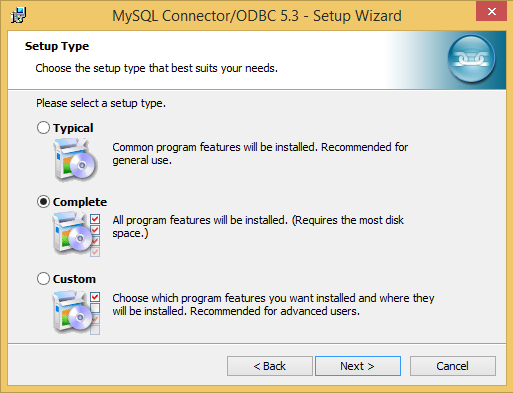 MySQL Connector/ODBC 5.3 - Setup Wizard
Setup Type
Choose the setup type that best suits your needs.
Please select a setup type.
Typical
Common program features will be installed. Recommended for
general use.
Complete
All program features will be installed. (Requires the most disk
space.)
Custom
Choose which program features you want installed and where they
will be installed. Recommended for advanced users.
< Back
Next >
Cancel